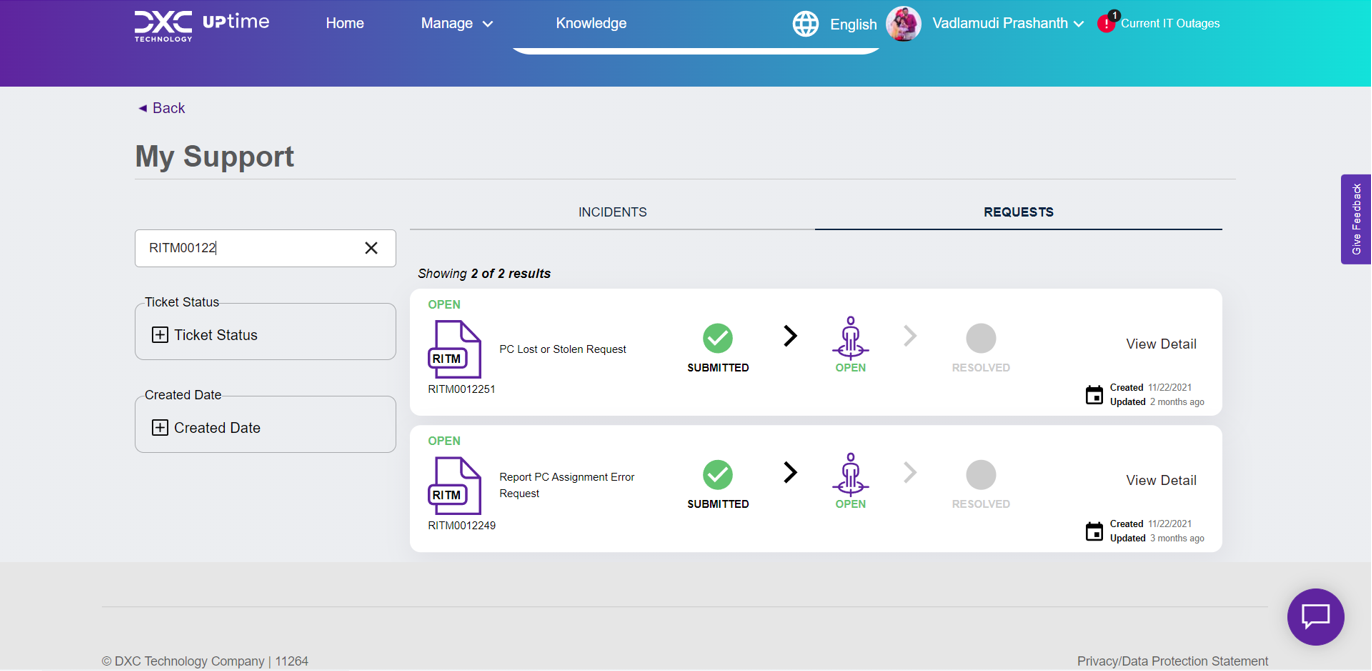 DXC
TECHNOLOGY
UPtime
Home
Manage
Knowledge
English
Vadlamudi Prashanth
! 1
Current IT Outages
◄ Back
My Support
INCIDENTS
REQUESTS
Give Feedback
RITM00122
Showing 2 of 2 results
Ticket Status
Ticket Status
Created Date
Created Date
OPEN
RITM
RITM0012251
PC Lost or Stolen Request
SUBMITTED
OPEN
RESOLVED
View Detail
Created 11/22/2021
Updated 2 months ago
OPEN
RITM
RITM0012249
Report PC Assignment Error
Request
SUBMITTED
OPEN
RESOLVED
View Detail
Created 11/22/2021
Updated 3 months ago
© DXC Technology Company | 11264
Privacy/Data Protection Statement